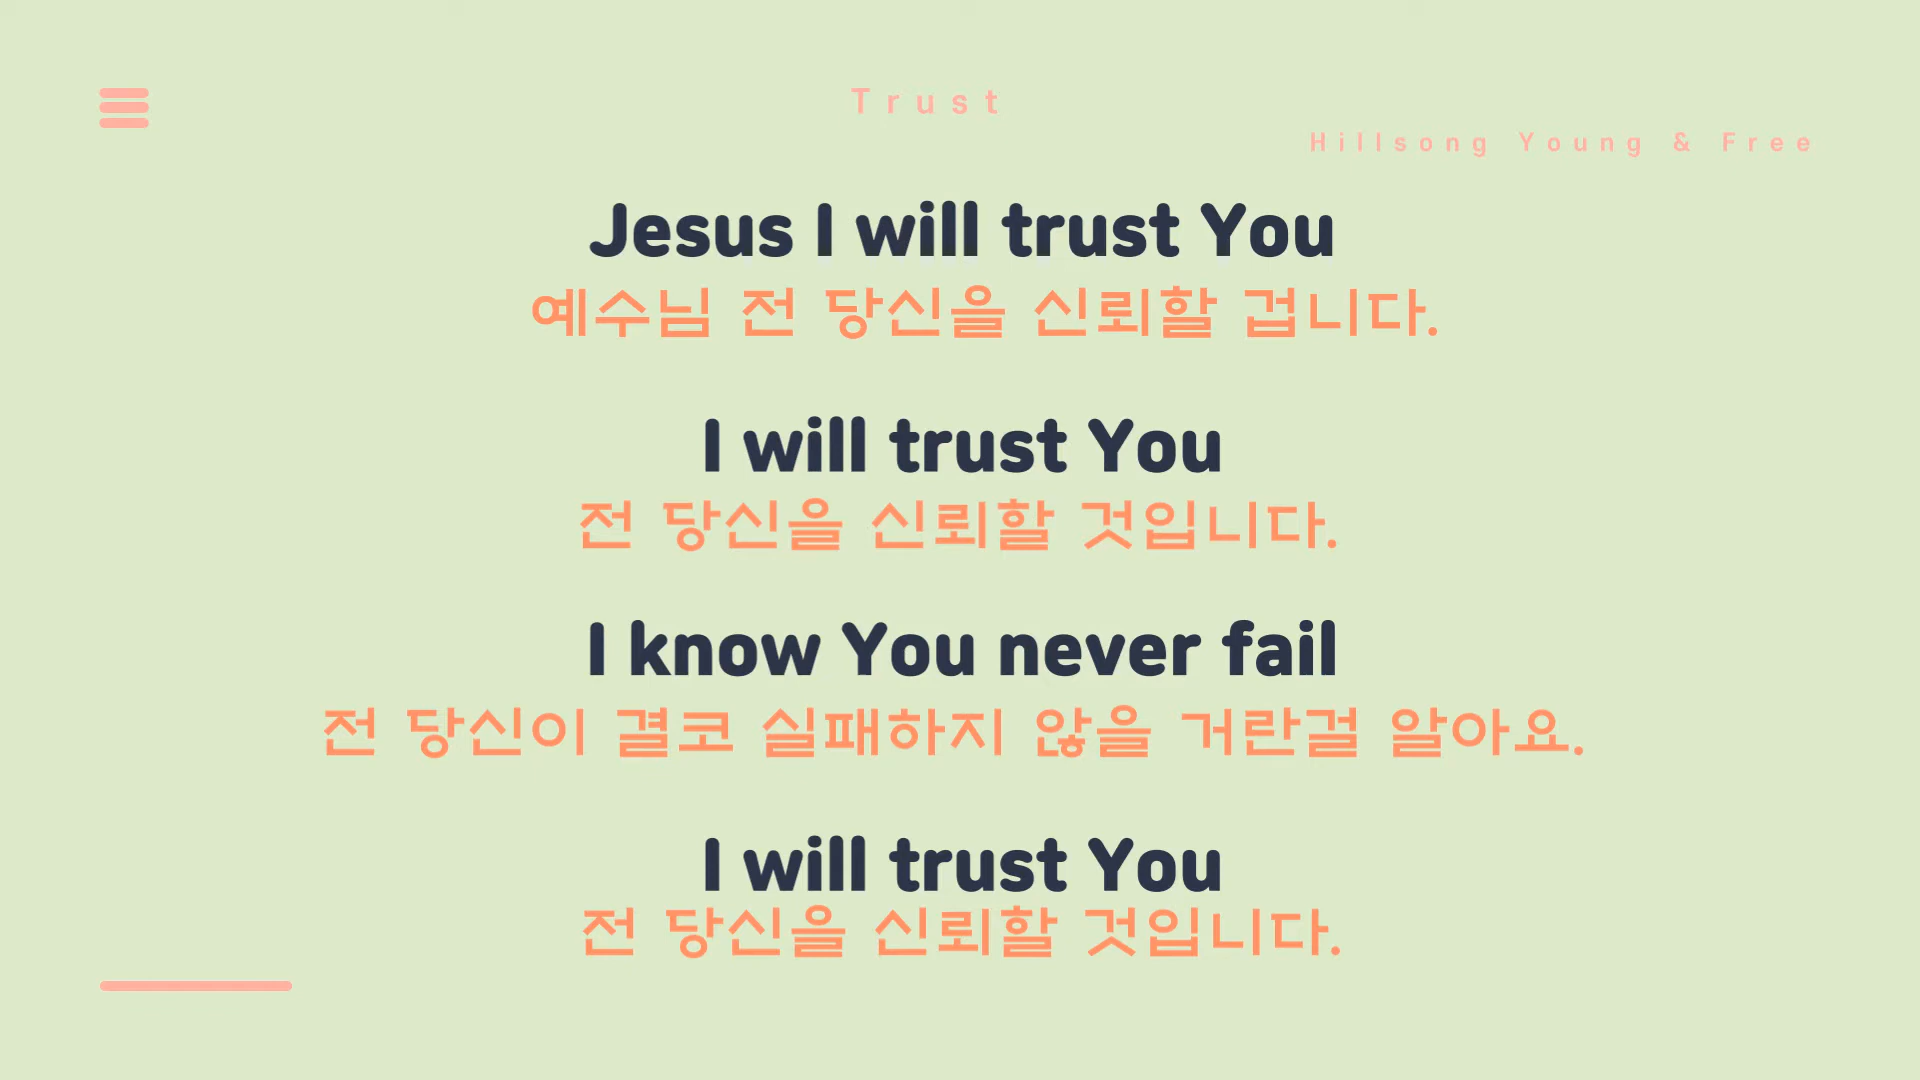 Trust
Hillsong Young & Free
Jesus I will trust You
예수님 전 당신을 신뢰할 겁니다.
I will trust You
전 당신을 신뢰할 것입니다.
I know You never fail
전 당신이 결코 실패하지 않을 거란걸 알아요.
I will trust You
전 당신을 신뢰할 것입니다.